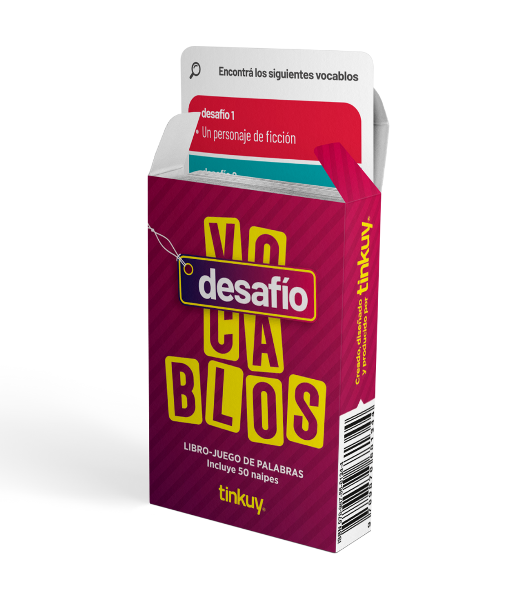 Encontrá los siguientes vocablos
desafío 1
• Un personaje de ficción
VO
desafío
CA
BLOS
LIBRO-JUEGO DE PALABRAS
Incluye 50 naipes
tinkuy®
Creado, diseñado
y producido por tinkuy®